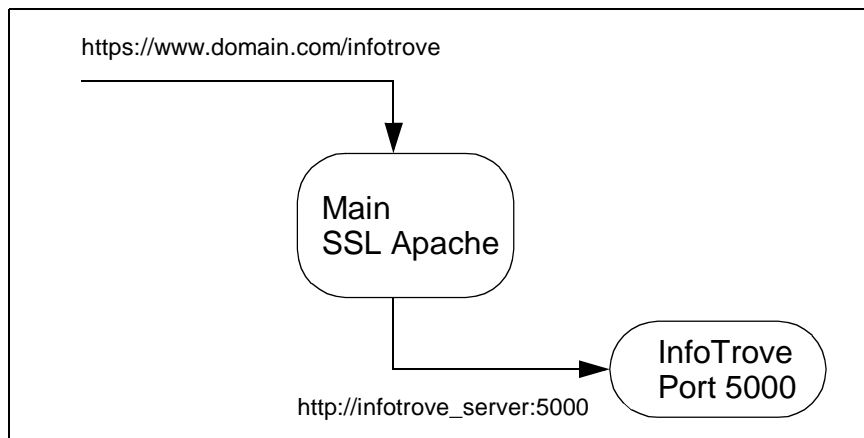 https://www.domain.com/infotrove
Main
SSL Apache
InfoTrove
Port 5000
http://infotrove_server:5000